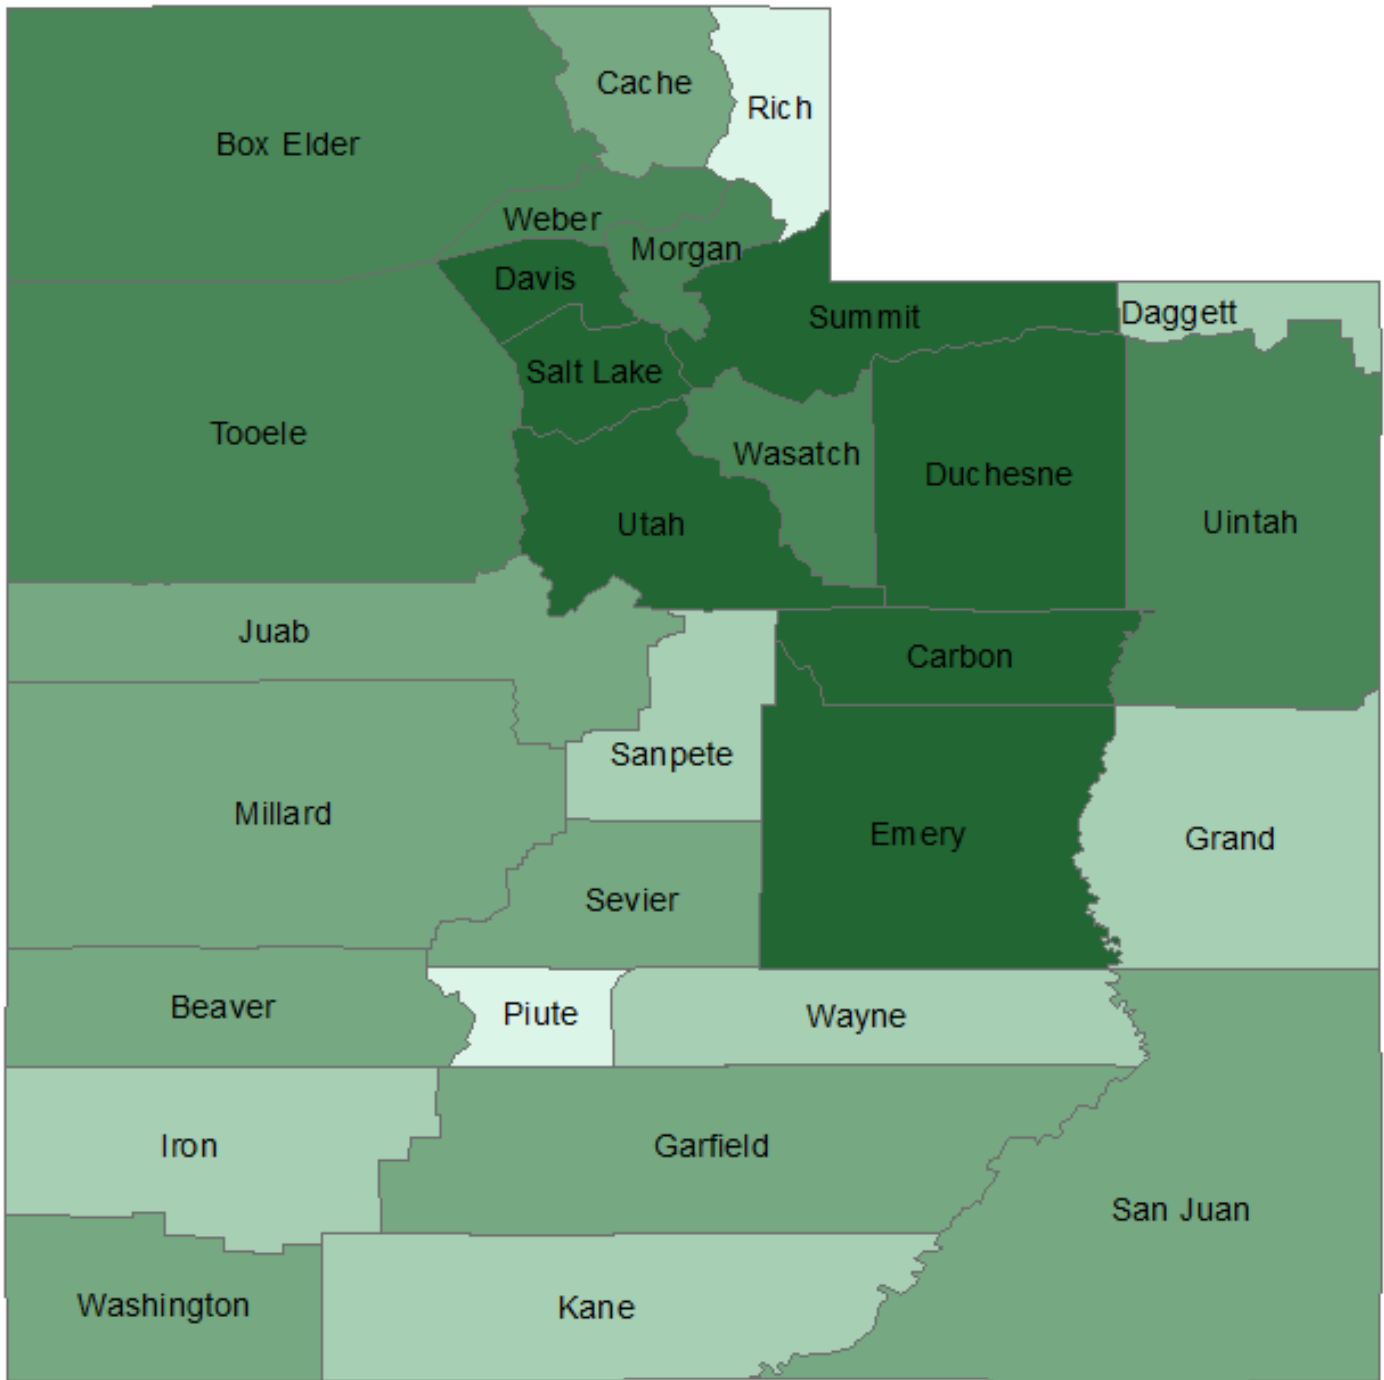 Cache
Rich
Box Elder
Weber
Morgan
Davis
Summit
Daggett
Salt Lake
Tooele
Wasatch
Duchesne
Utah
Uintah
Juab
Carbon
Sanpete
Millard
Emery
Grand
Sevier
Beaver
Piute
Wayne
Iron
Garfield
San Juan
Washington
Kane